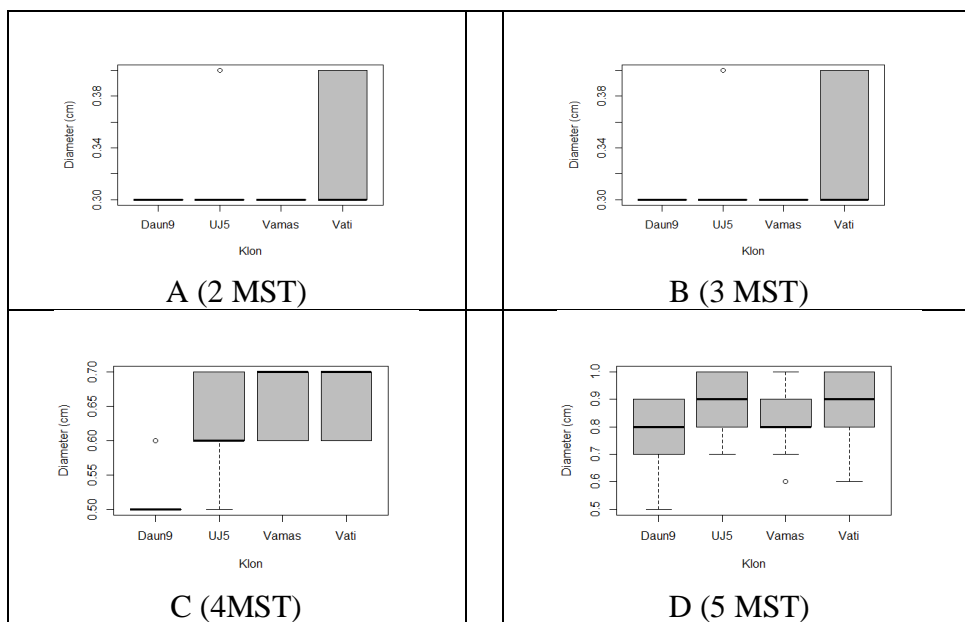 Diameter (cm)
0.30 0.34 0.38
Daun9 UJ5 Vamas Vati
Klon
A (2 MST)
Diameter (cm)
0.30 0.34 0.38
Daun9 UJ5 Vamas Vati
Klon
B (3 MST)
Diameter (cm)
0.50 0.55 0.60 0.65 0.70
Daun9 UJ5 Vamas Vati
Klon
C (4MST)
Diameter (cm)
0.5 0.6 0.7 0.8 0.9 1.0
Daun9 UJ5 Vamas Vati
Klon
D (5 MST)